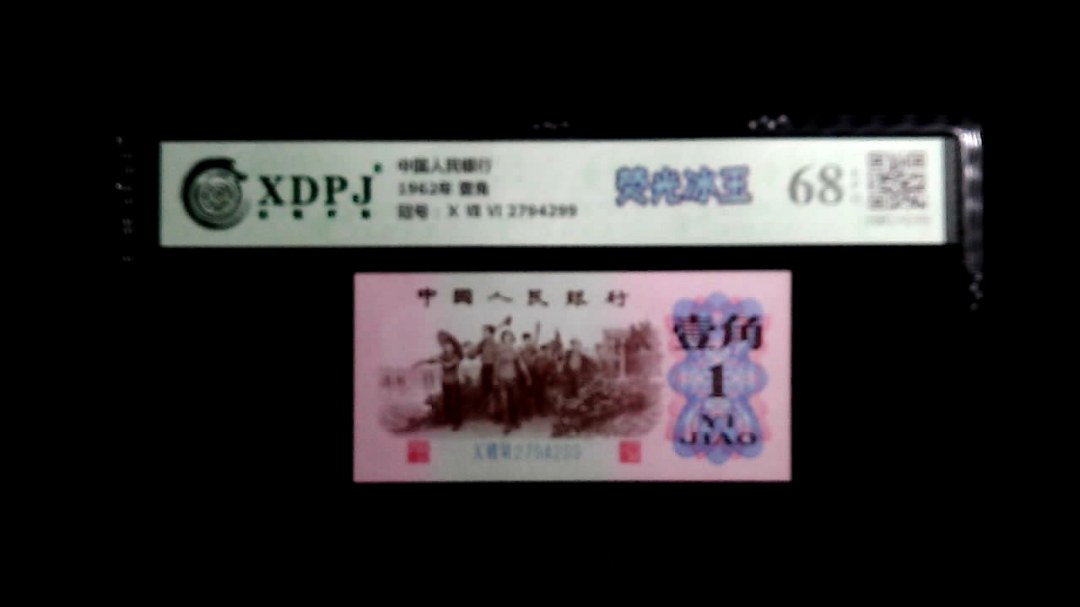 XDPJ
中国人民银行
1962年 壹角
冠号：X VII VI 2794299
荧光冰王
68
中国人民银行
壹角
1
YI
JIAO